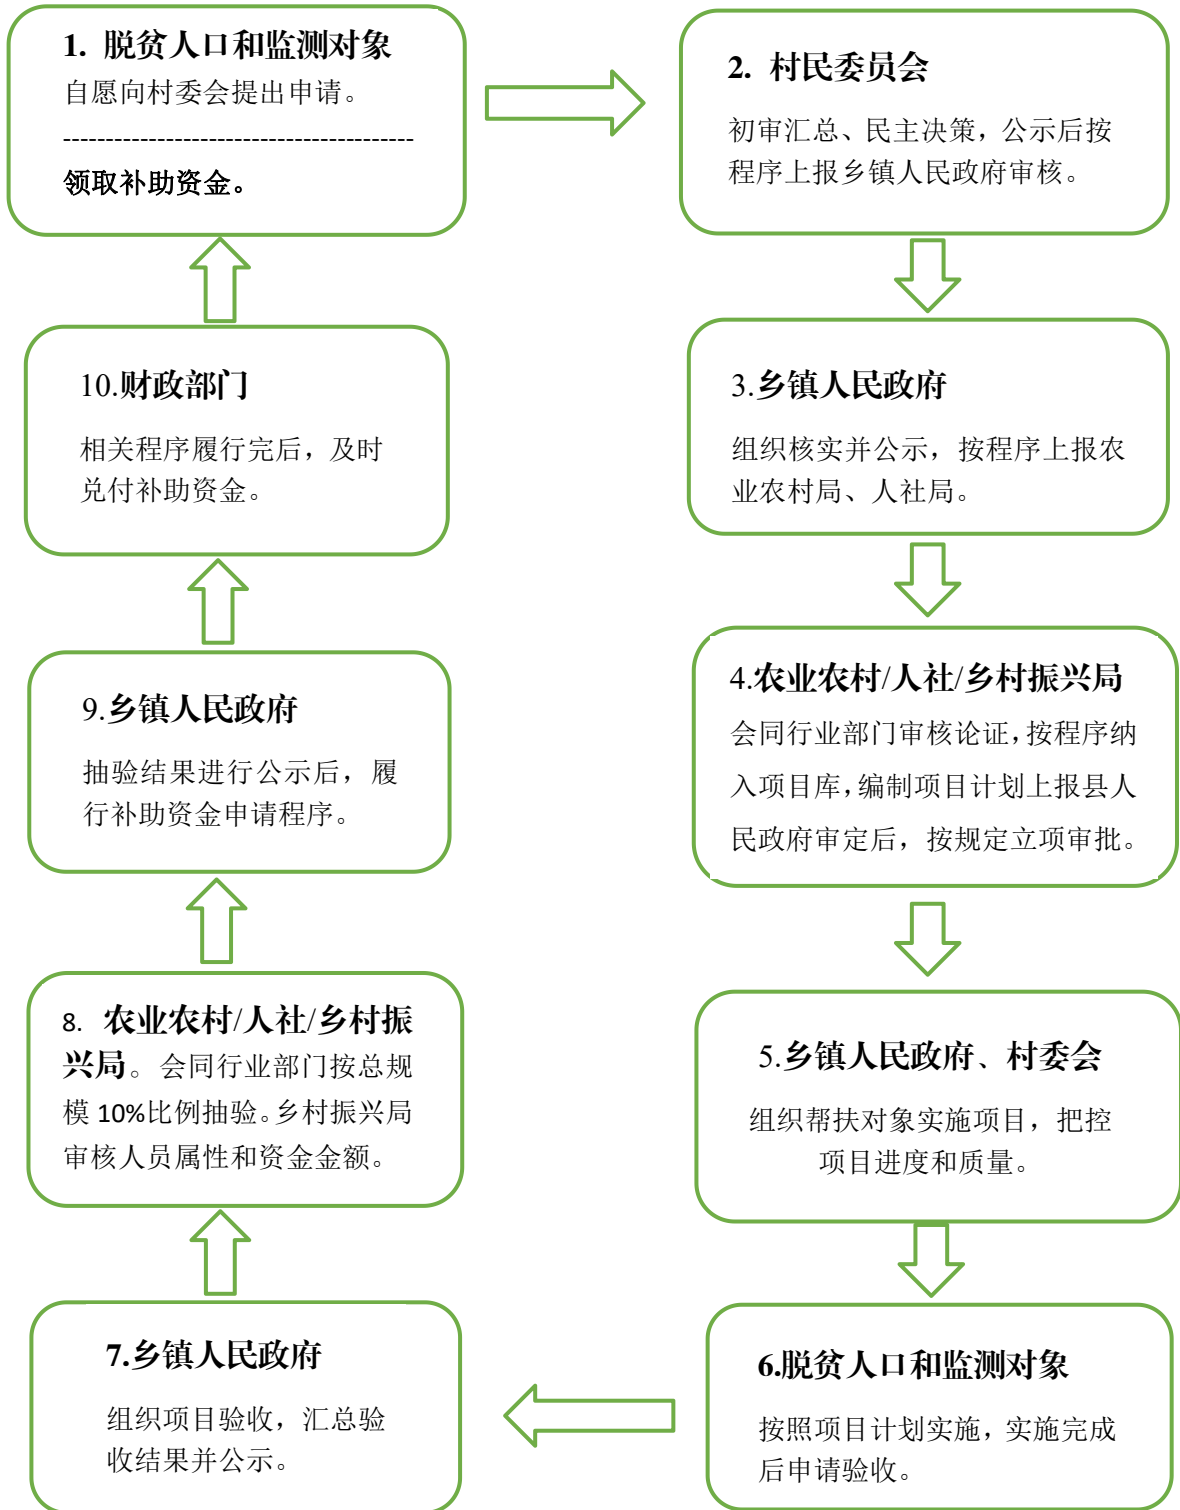 1. 脱贫人口和监测对象
自愿向村委会提出申请。
-----------------------------------------
领取补助资金。
2. 村民委员会
初审汇总、民主决策，公示后按
程序上报乡镇人民政府审核。
3.乡镇人民政府
组织核实并公示，按程序上报农
业农村局、人社局。
4.农业农村/人社/乡村振兴局
会同行业部门审核论证，按程序纳
入项目库，编制项目计划上报县人
民政府审定后，按规定立项审批。
5.乡镇人民政府、村委会
组织帮扶对象实施项目，把控
项目进度和质量。
6.脱贫人口和监测对象
按照项目计划实施，实施完成
后申请验收。
7.乡镇人民政府
组织项目验收，汇总验
收结果并公示。
8. 农业农村/人社/乡村振
兴局。会同行业部门按总规
模 10%比例抽验。乡村振兴局
审核人员属性和资金金额。
9.乡镇人民政府
抽验结果进行公示后，履
行补助资金申请程序。
10.财政部门
相关程序履行完后，及时
兑付补助资金。